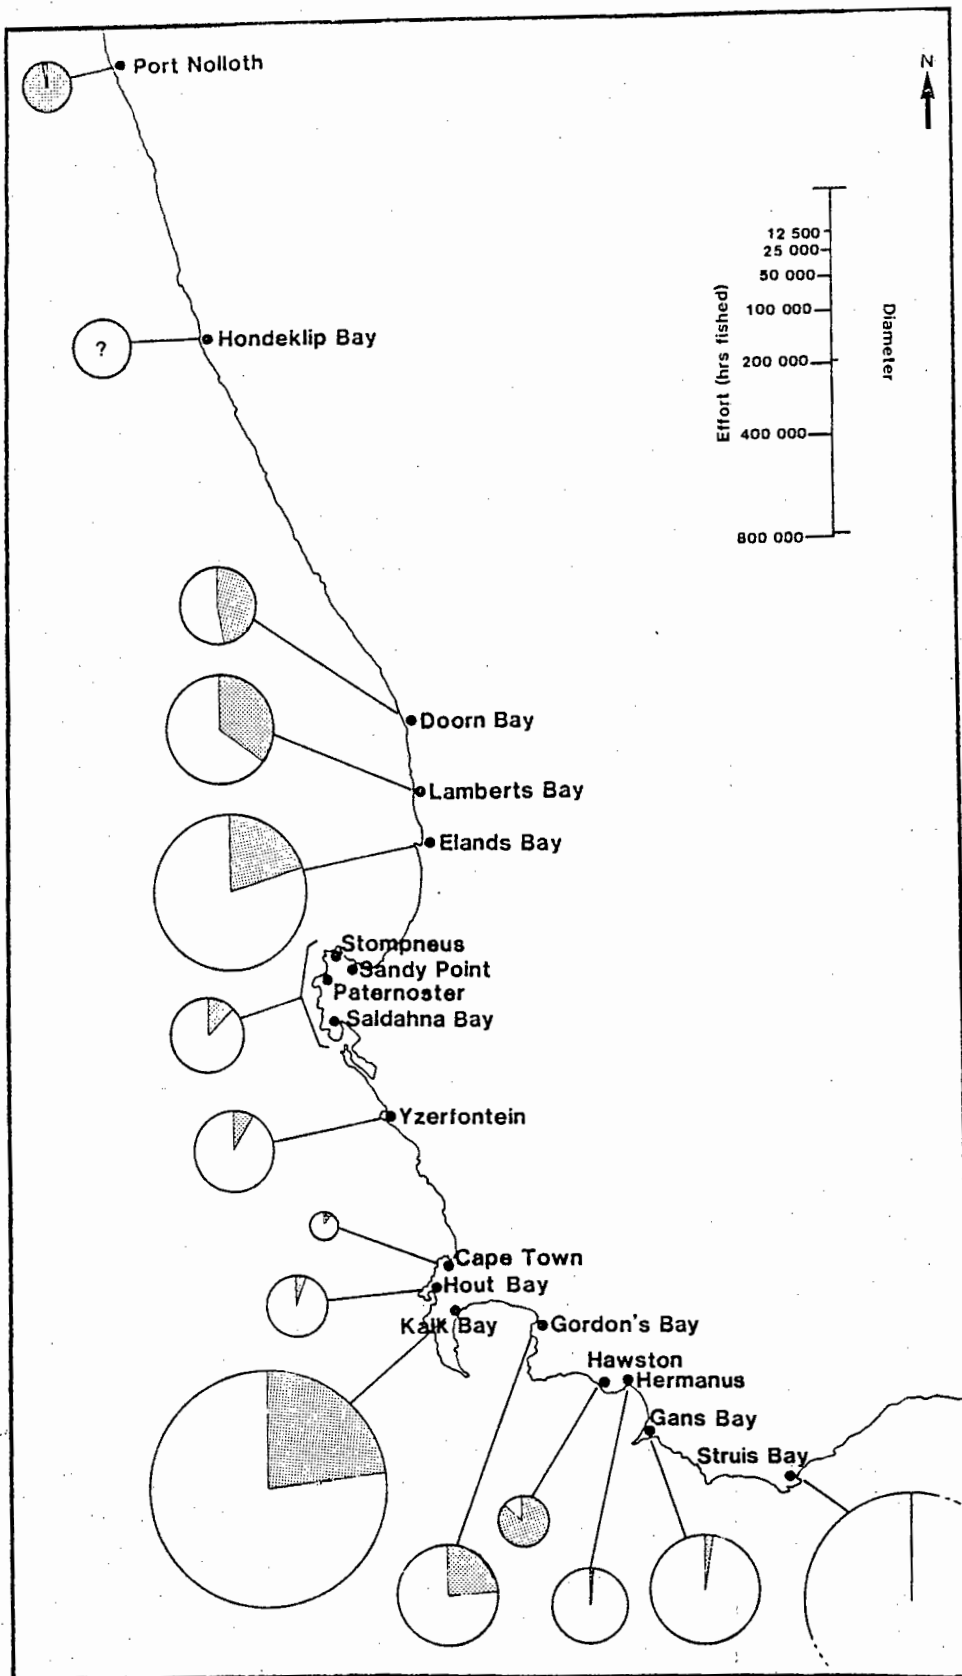 Port Nolloth
N
12 500
25 000
50 000
100 000
200 000
400 000
800 000
Effort (hrs fished)
Diameter
?
Hondeklip Bay
Doorn Bay
Lamberts Bay
Elands Bay
Stompneus
Sandy Point
Paternoster
Saldahna Bay
Yzerfontein
Cape Town
Hout Bay
Kalk Bay
Gordon's Bay
Hawston
Hermanus
Gans Bay
Struis Bay